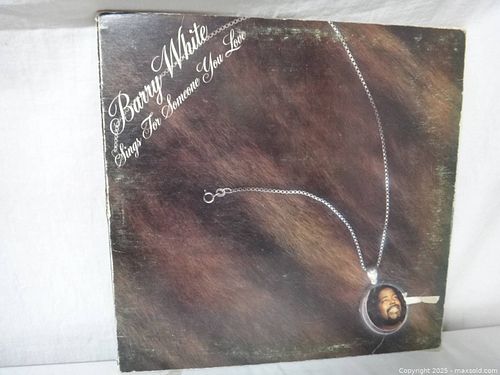 Barry White
Sings For Someone You Love
Copyright 2025 - maxsold.com